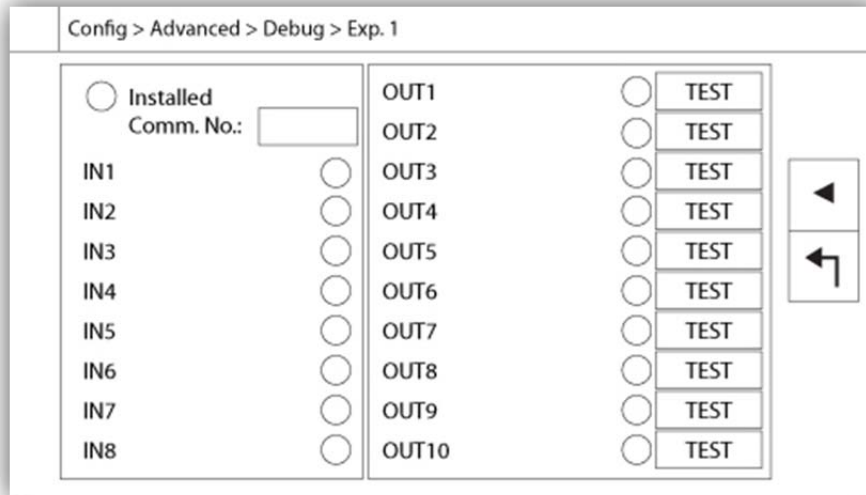 Config > Advanced > Debug > Exp. 1
Installed
Comm. No.:
IN1
IN2
IN3
IN4
IN5
IN6
IN7
IN8
OUT1 TEST
OUT2 TEST
OUT3 TEST
OUT4 TEST
OUT5 TEST
OUT6 TEST
OUT7 TEST
OUT8 TEST
OUT9 TEST
OUT10 TEST